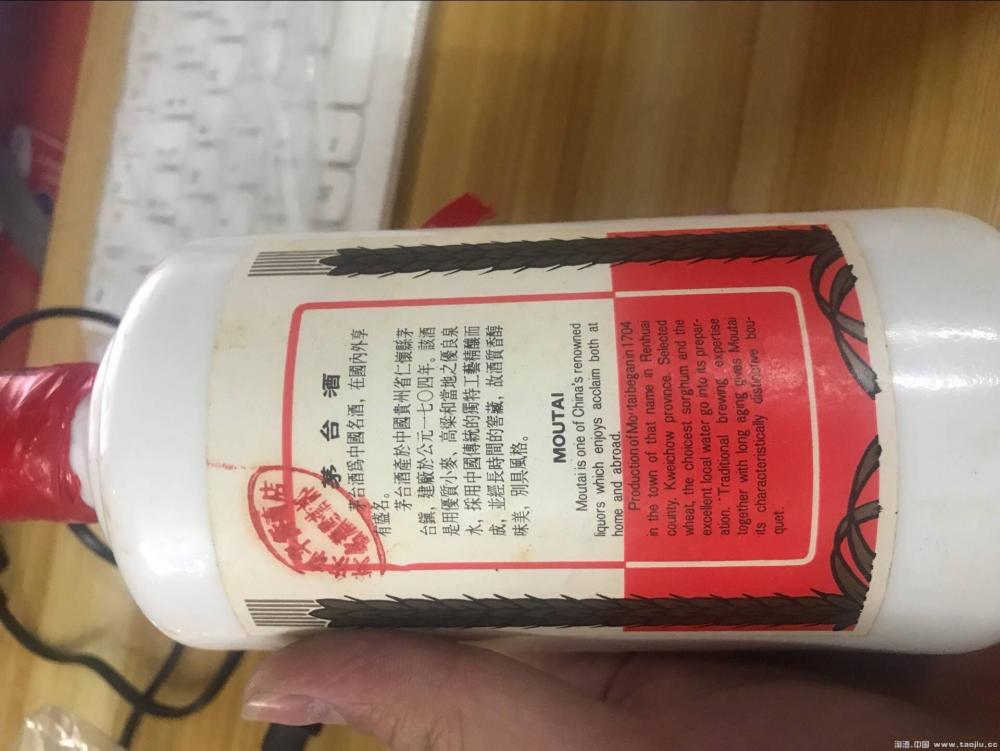 茅台酒
茅台酒爲中國名酒，在國內外享
有盛名。
茅台酒產於中國貴州省仁懷縣茅
台鎮，建廠於公元一七〇四年。該酒
是用優質小麥、高粱和當地之優良泉
水，採用中國傳統的獨特工藝精釀而
成，並經長時間的窖藏，故酒質香醇
味美，別具風格。
MOUTAI
Moutai is one of China's renowned
liquors which enjoys acclaim both at
home and abroad.
Production of Moutai began in 1704
in the town of that name in Renhuai
county, Kweichow province. Selected
wheat, the choicest sorghum and the
excellent local water go into its prepar-
ation. Traditional brewing expertise
together with long aging gives Moutai
its characteristically distinctive bou-
quet.
淘酒.中国 www.taojiu.cc